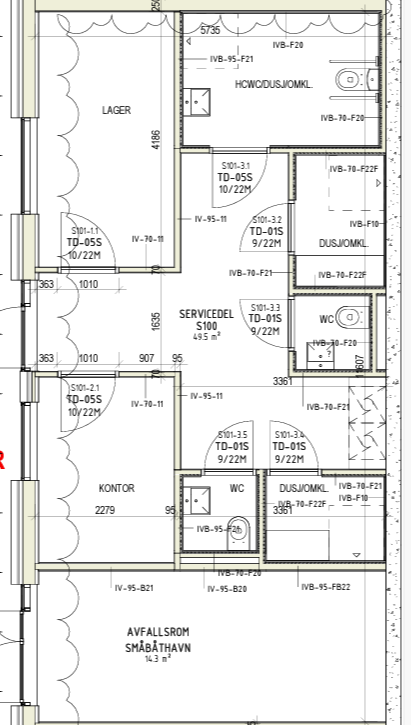 250
5735
IVB-F20
IVB-95-F21
HCWC/DUSJ/OMKL.
LAGER
IVB-70-F20
4186
S101-3.1
TD-01S
10/22M
IVB-70-F22F
IV-95-11
S101-3.2
TD-01S
9/22M
IVB-F10
S101-1.1
TD-05S
10/22M
IV-70-11
DUSJ/OMKL.
70
IVB-70-F21
IVB-70-F22F
363
1010
S101-3.3
TD-01S
9/22M
SERVICEDEL
S100
49.5 m²
1635
WC
IVB-70-F20
?
11607
363
1010
907
95
70
3361
S101-2.1
TD-05S
10/22M
IV-70-11
IV-95-11
IVB-70-F21
S101-3.5
TD-01S
9/22M
S101-3.4
TD-01S
9/22M
R
KONTOR
WC
DUSJ/OMKL.
IVB-70-F21
IVB-F10
IVB-70-F22F
2279
95
3361
IVB-95-F21
IVB-70-F20
IV-95-B21
IV-95-B20
IVB-95-FB22
AVFALLSROM
SMÅBÅTHAVN
14.3 m²